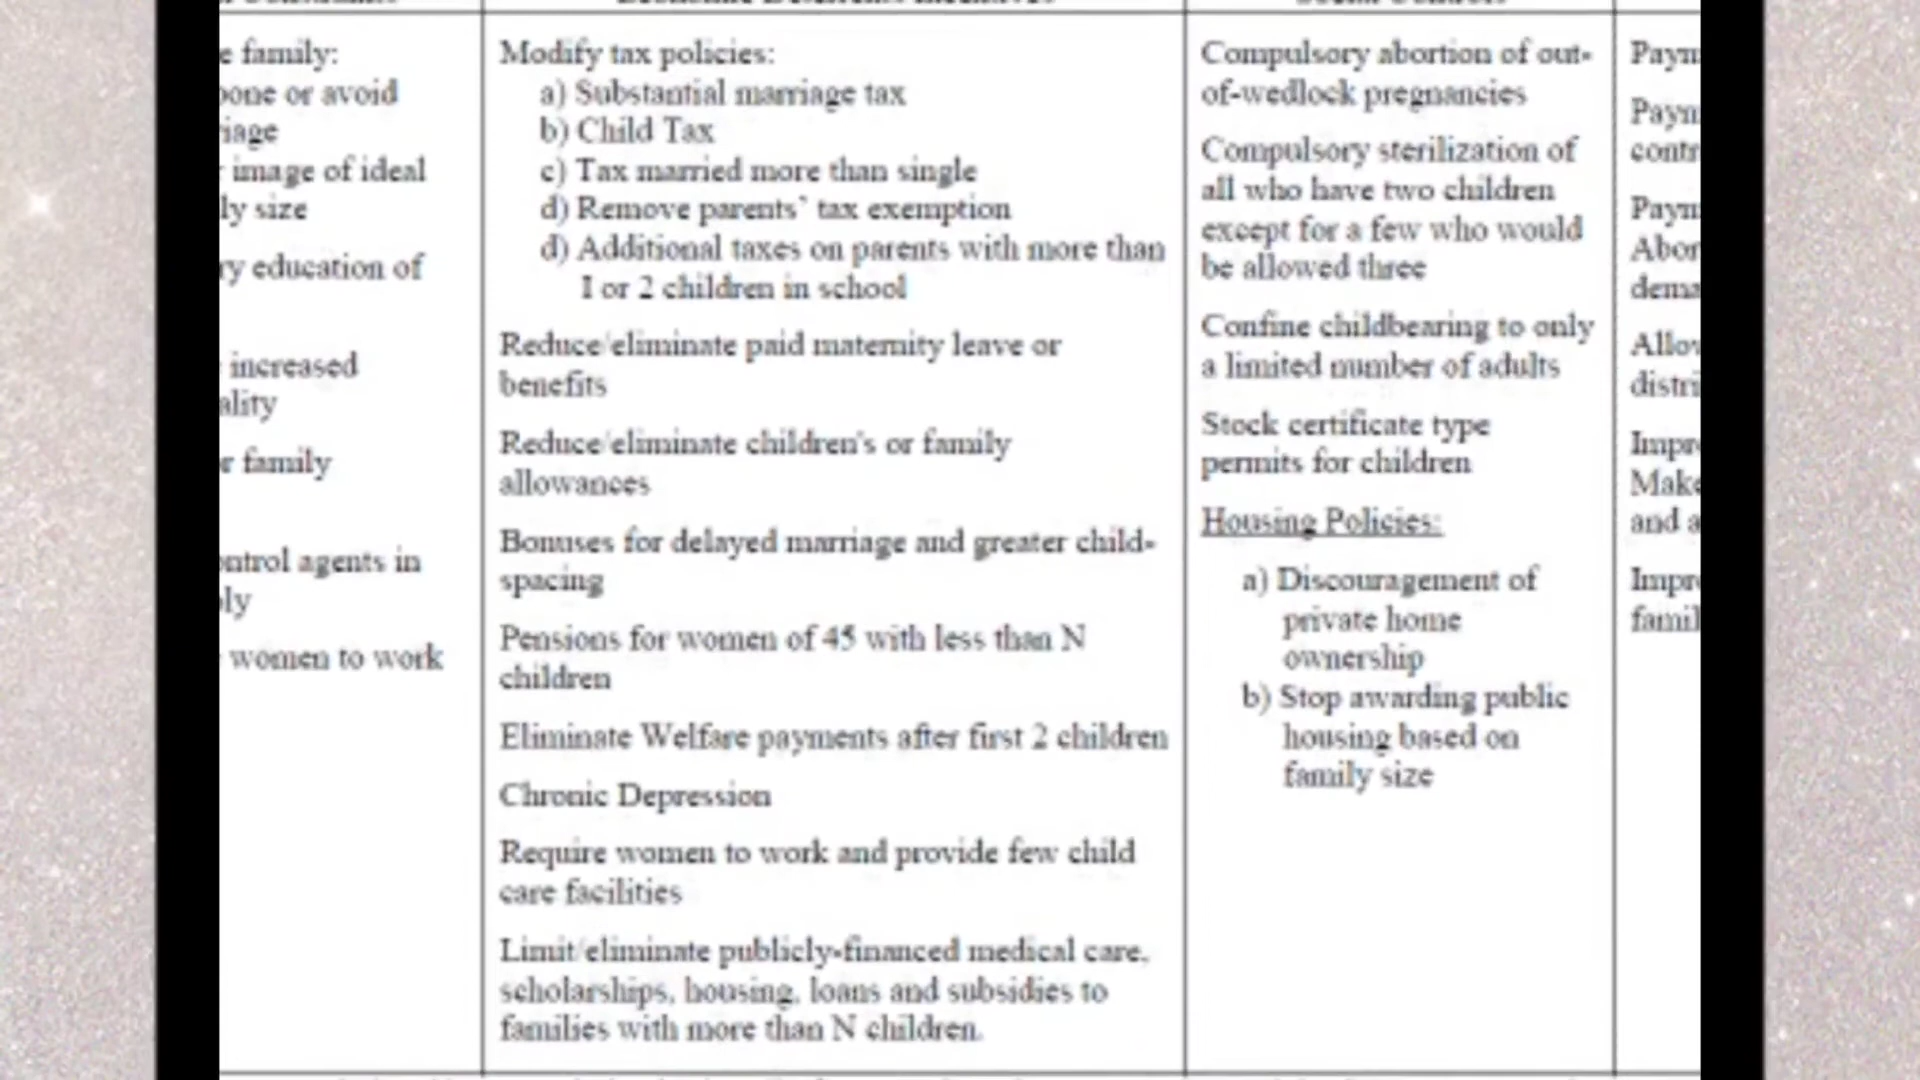 e family:
one or avoid
iage
image of ideal
ly size
ry education of
increased
ality
r family
ontrol agents in
ly
women to work
Modify tax policies:
a) Substantial marriage tax
b) Child Tax
c) Tax married more than single
d) Remove parents' tax exemption
d) Additional taxes on parents with more than
1 or 2 children in school
Reduce/eliminate paid maternity leave or
benefits
Reduce/eliminate children's or family
allowances
Bonuses for delayed marriage and greater child-
spacing
Pensions for women of 45 with less than N
children
Eliminate Welfare payments after first 2 children
Chronic Depression
Require women to work and provide few child
care facilities
Limit/eliminate publicly-financed medical care,
scholarships, housing, loans and subsidies to
families with more than N children.
Compulsory abortion of out-
of-wedlock pregnancies
Compulsory sterilization of
all who have two children
except for a few who would
be allowed three
Confine childbearing to only
a limited number of adults
Stock certificate type
permits for children
Housing Policies:
a) Discouragement of
private home
ownership
b) Stop awarding public
housing based on
family size
Paym
Paym
contr
Paym
Abor
dema
Allow
distri
Impro
Make
and a
Impro
famil